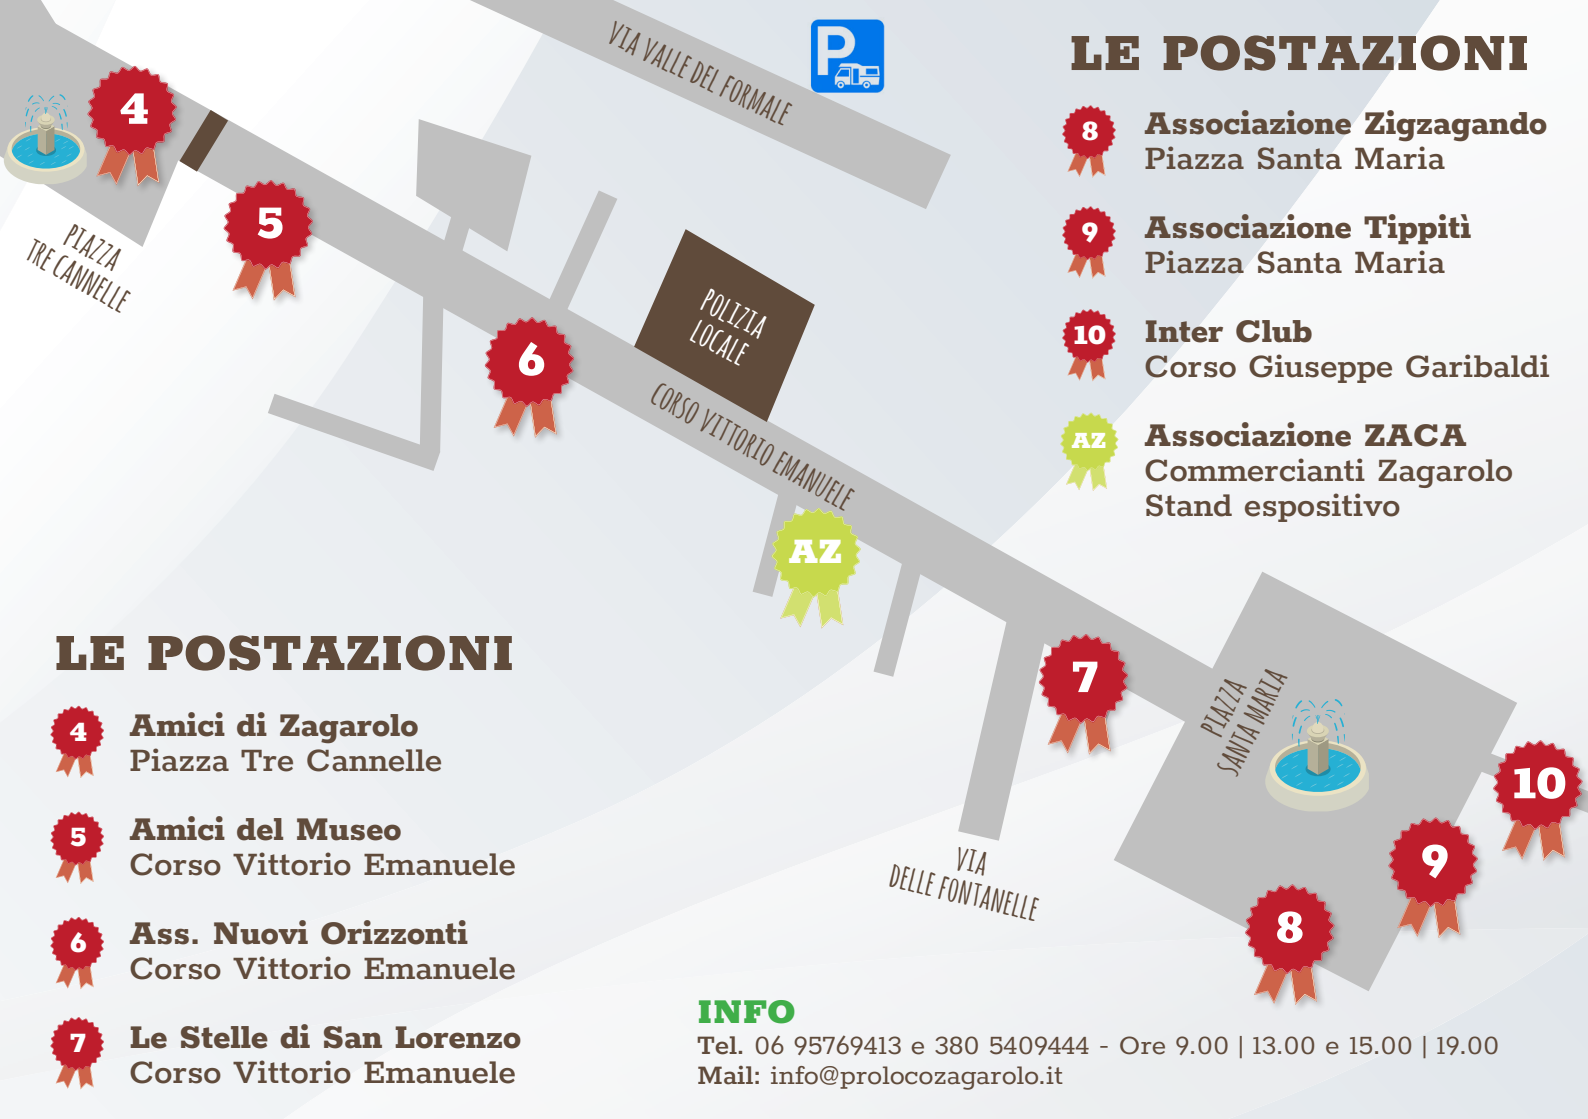 VIA VALLE DEL FORMALE
P
4
5
PIAZZA
TRE CANNELLE
6
POLIZIA
LOCALE
CORSO VITTORIO EMANUELE
AZ
7
PIAZZA
SANTA MARIA
VIA
DELLE FONTANELLE
8
9
10
LE POSTAZIONI
4
Amici di Zagarolo
Piazza Tre Cannelle
5
Amici del Museo
Corso Vittorio Emanuele
6
Ass. Nuovi Orizzonti
Corso Vittorio Emanuele
7
Le Stelle di San Lorenzo
Corso Vittorio Emanuele
LE POSTAZIONI
8
Associazione Zigzagando
Piazza Santa Maria
9
Associazione Tippitì
Piazza Santa Maria
10
Inter Club
Corso Giuseppe Garibaldi
AZ
Associazione ZACA
Commercianti Zagarolo
Stand espositivo
INFO
Tel. 06 95769413 e 380 5409444 - Ore 9.00 | 13.00 e 15.00 | 19.00
Mail: info@prolocozagarolo.it